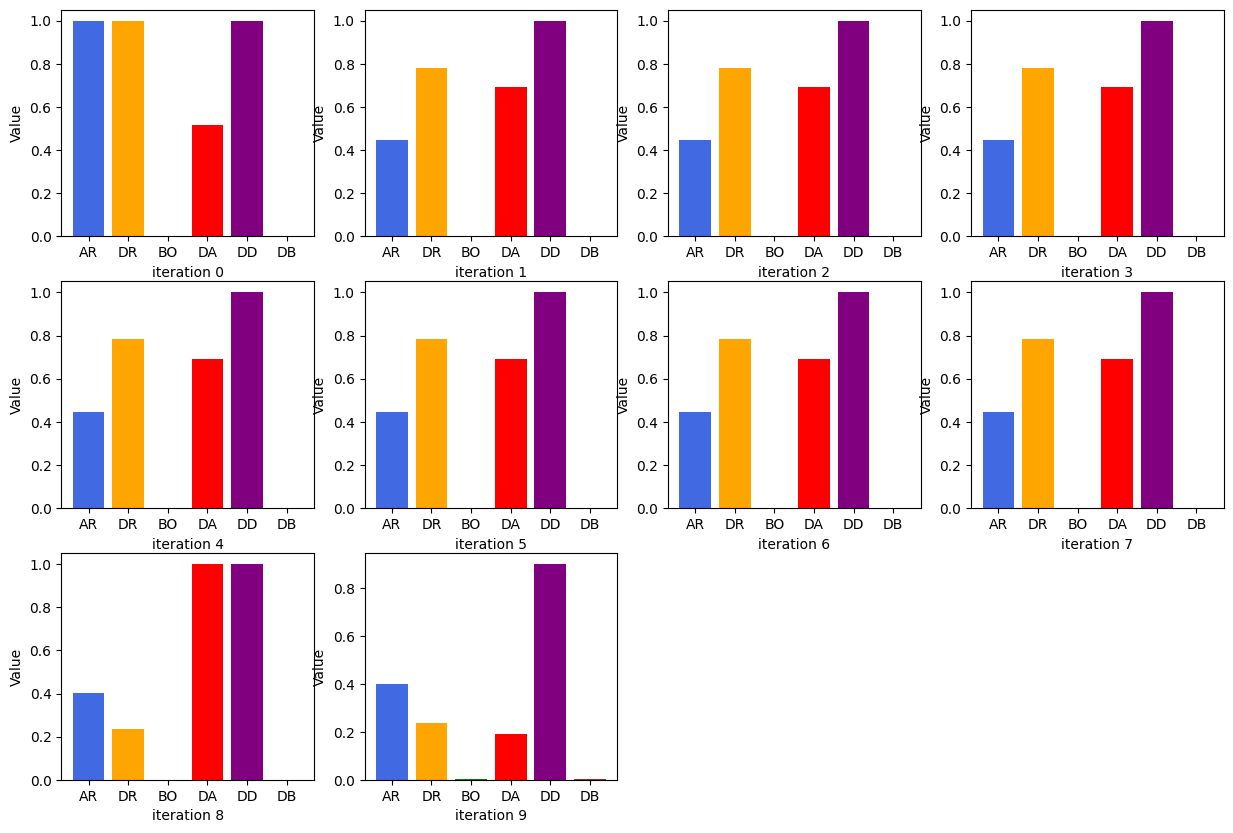 1.0
0.8
0.6
0.4
0.2
0.0
Value
AR DR BO DA DD DB
iteration 0
1.0
0.8
0.6
0.4
0.2
0.0
Value
AR DR BO DA DD DB
iteration 1
1.0
0.8
0.6
0.4
0.2
0.0
Value
AR DR BO DA DD DB
iteration 2
1.0
0.8
0.6
0.4
0.2
0.0
Value
AR DR BO DA DD DB
iteration 3
1.0
0.8
0.6
0.4
0.2
0.0
Value
AR DR BO DA DD DB
iteration 4
1.0
0.8
0.6
0.4
0.2
0.0
Value
AR DR BO DA DD DB
iteration 5
1.0
0.8
0.6
0.4
0.2
0.0
Value
AR DR BO DA DD DB
iteration 6
1.0
0.8
0.6
0.4
0.2
0.0
Value
AR DR BO DA DD DB
iteration 7
1.0
0.8
0.6
0.4
0.2
0.0
Value
AR DR BO DA DD DB
iteration 8
0.8
0.6
0.4
0.2
0.0
Value
AR DR BO DA DD DB
iteration 9